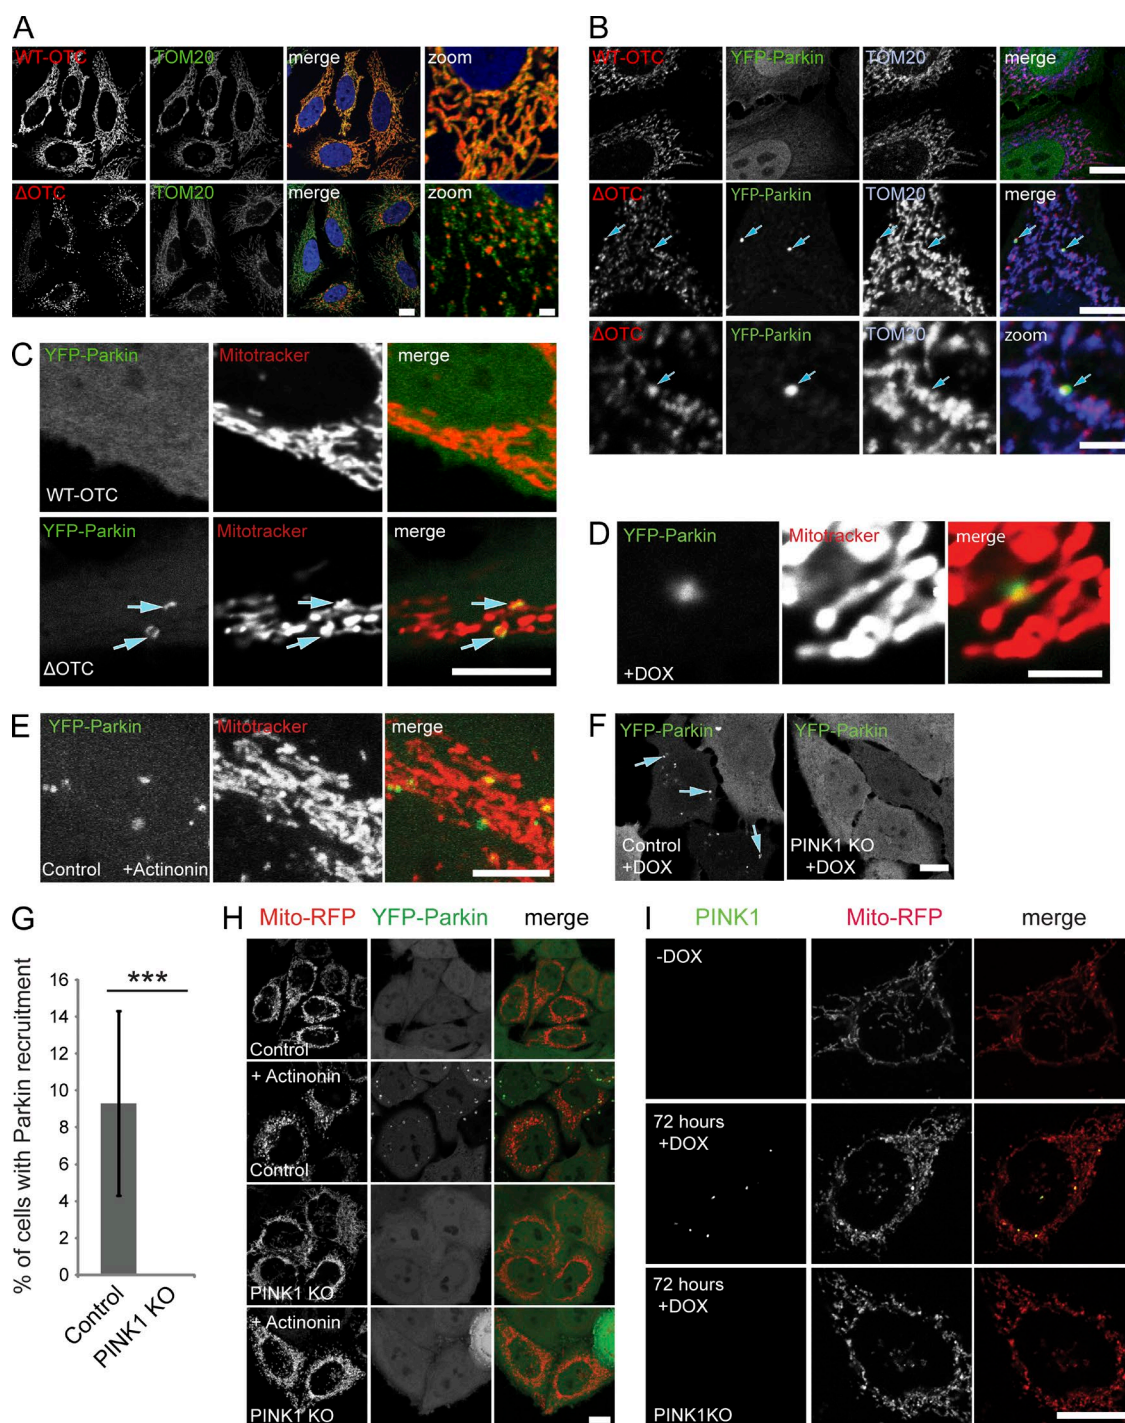 A
WT-OTC TOM20 merge zoom
ΔOTC TOM20 merge zoom
B
WT-OTC YFP-Parkin TOM20 merge
ΔOTC YFP-Parkin TOM20 merge
ΔOTC YFP-Parkin TOM20 zoom
C
YFP-Parkin Mitotracker merge
WT-OTC
YFP-Parkin Mitotracker merge
ΔOTC
D
YFP-Parkin Mitotracker merge
+DOX
E
YFP-Parkin Mitotracker merge
Control +Actinonin
F
YFP-Parkin YFP-Parkin
Control PINK1 KO
+DOX +DOX
G
% of cells with Parkin recruitment
16
14
12
10
8
6
4
2
0
***
Control
PINK1 KO
H
Mito-RFP YFP-Parkin merge
Control
+ Actinonin
Control
PINK1 KO
+ Actinonin
PINK1 KO
I
PINK1 Mito-RFP merge
-DOX
72 hours
+DOX
72 hours
+DOX
PINK1KO